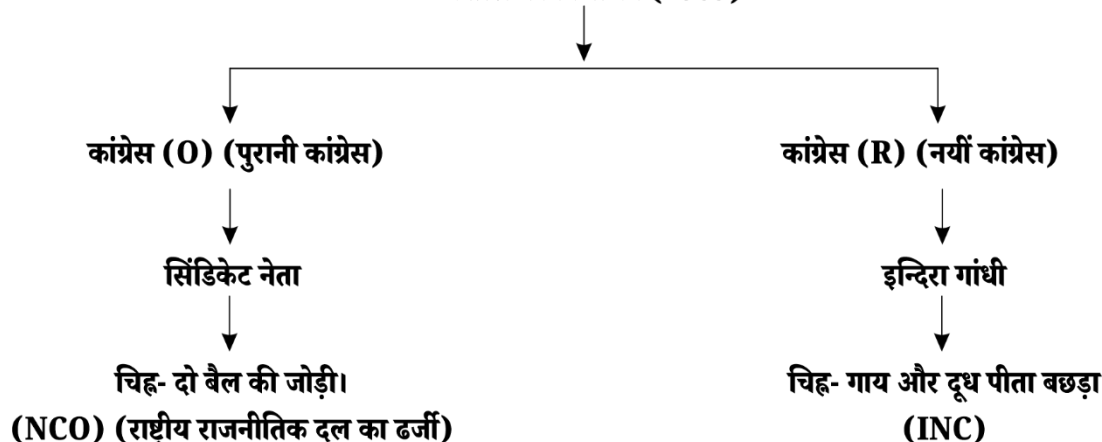 कांग्रेस (O) (पुरानी कांग्रेस)
कांग्रेस (R) (नयीं कांग्रेस)
सिंडिकेट नेता
इन्दिरा गांधी
चिह्न- दो बैल की जोड़ी।
चिह्न- गाय और दूध पीता बछड़ा
(NCO) (राष्ट्रीय राजनीतिक दल का ढर्जी)
(INC)